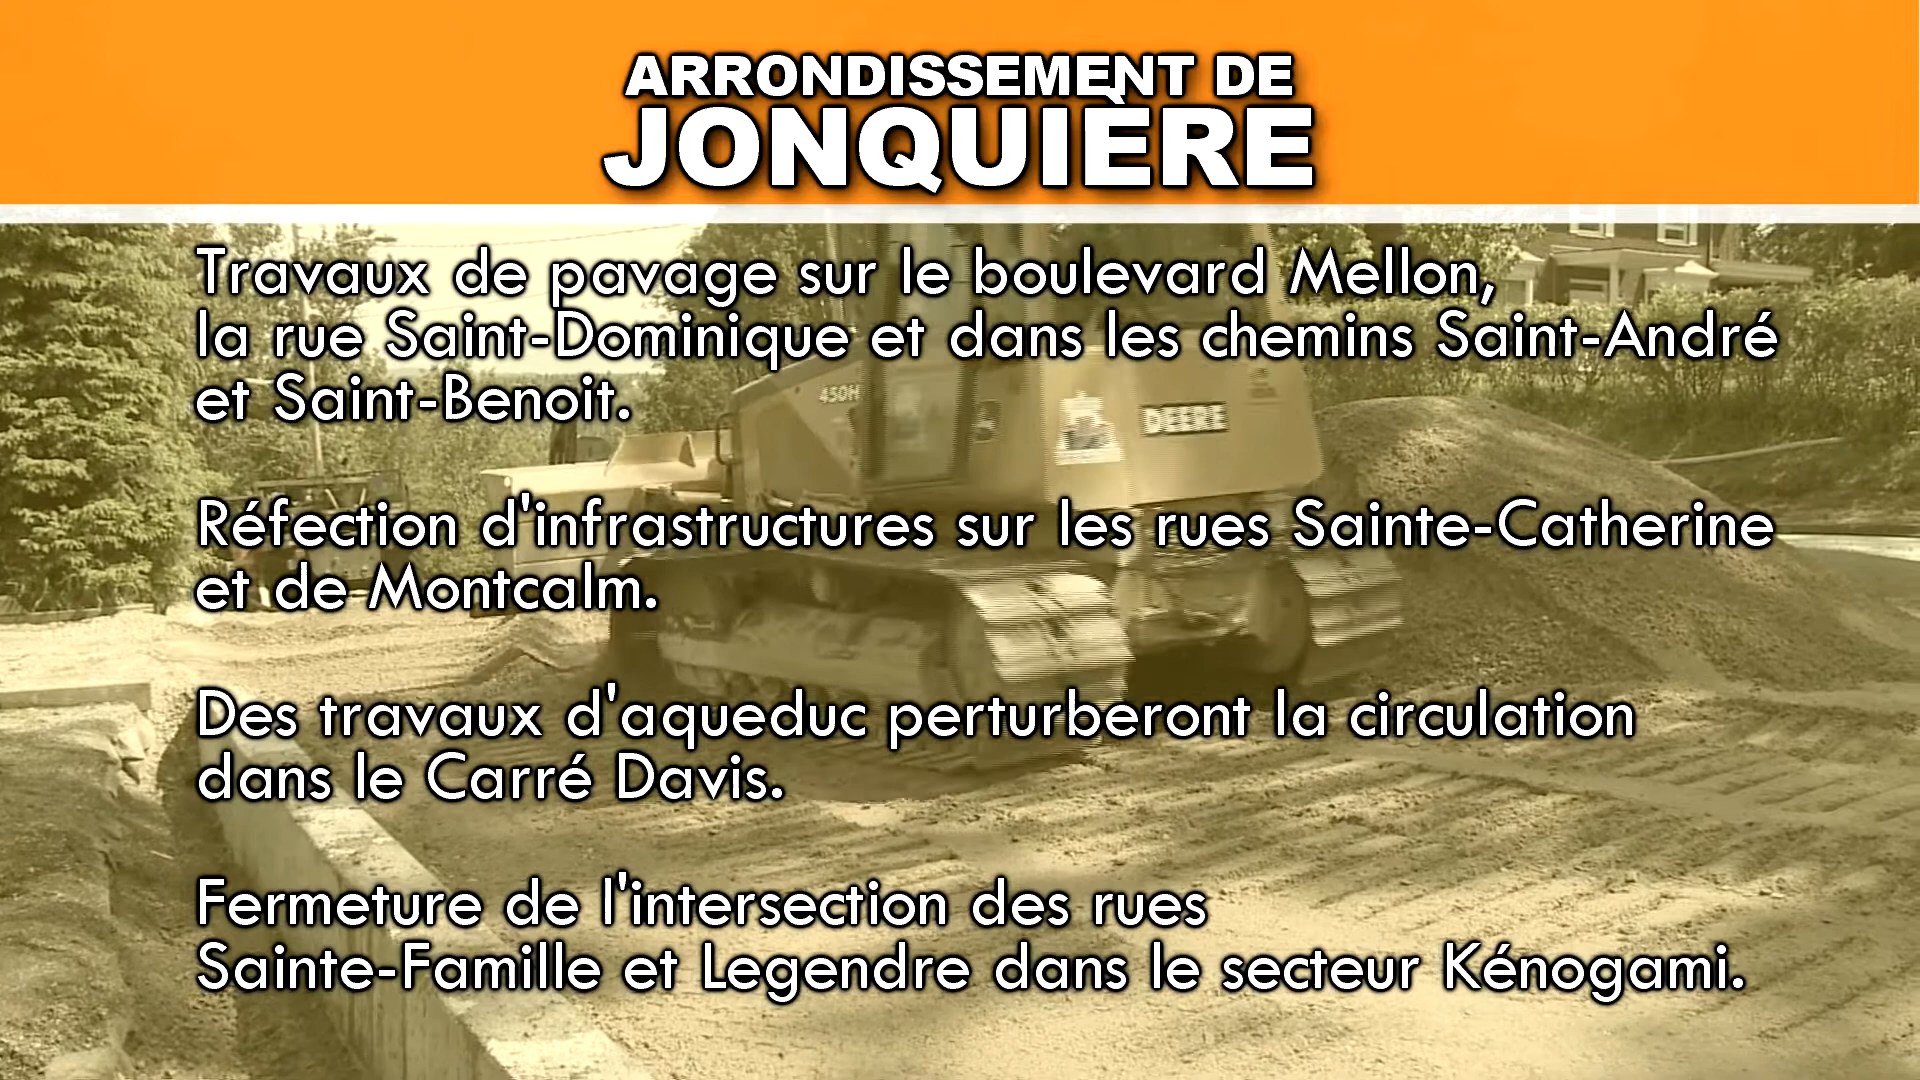 ARRONDISSEMENT DE
JONQUIÈRE
Travaux de pavage sur le boulevard Mellon,
la rue Saint-Dominique et dans les chemins Saint-André
et Saint-Benoit.
450H
DEERE
Réfection d'infrastructures sur les rues Sainte-Catherine
et de Montcalm.
Des travaux d'aqueduc perturberont la circulation
dans le Carré Davis.
Fermeture de l'intersection des rues
Sainte-Famille et Legendre dans le secteur Kénogami.